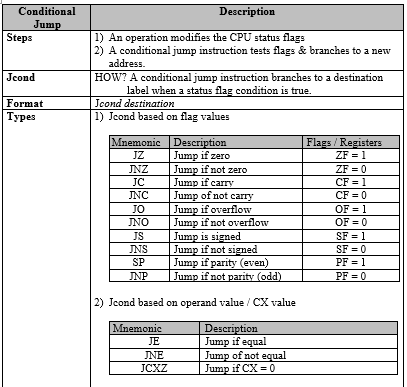 Conditional Jump Description
Steps 1) An operation modifies the CPU status flags
2) A conditional jump instruction tests flags & branches to a new
address.
Jcond HOW? A conditional jump instruction branches to a destination
label when a status flag condition is true.
Format Jcond destination
Types 1) Jcond based on flag values
Mnemonic Description Flags / Registers
JZ Jump if zero ZF = 1
JNZ Jump if not zero ZF = 0
JC Jump if carry CF = 1
JNC Jump of not carry CF = 0
JO Jump if overflow OF = 1
JNO Jump if not overflow OF = 0
JS Jump is signed SF = 1
JNS Jump if not signed SF = 0
SP Jump if parity (even) PF = 1
JNP Jump if not parity (odd) PF = 0
2) Jcond based on operand value / CX value
Mnemonic Description
JE Jump if equal
JNE Jump of not equal
JCXZ Jump if CX = 0